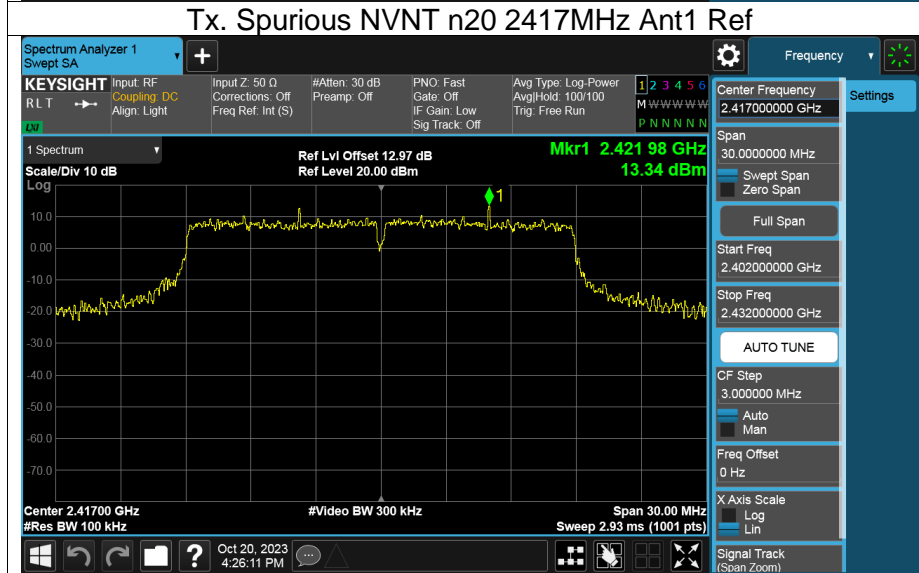 Tx. Spurious NVNT n20 2417MHz Ant1 Ref
Spectrum Analyzer 1
Swept SA
+
Frequency
KEYSIGHT
RLT
LXI
Input: RF
Coupling: DC
Align: Light
Input Z: 50 Ω
Corrections: Off
Freq Ref: Int (S)
#Atten: 30 dB
Preamp: Off
PNO: Fast
Gate: Off
IF Gain: Low
Sig Track: Off
Avg Type: Log-Power
Avg|Hold: 100/100
Trig: Free Run
1 2 3 4 5 6
M W W W W W
P N N N N N
1 Spectrum
Scale/Div 10 dB
Log
Ref Lvl Offset 12.97 dB
Ref Level 20.00 dBm
Mkr1 2.421 98 GHz
13.34 dBm
1
10.0
0.00
-10.0
-20.0
-30.0
-40.0
-50.0
-60.0
-70.0
Center 2.41700 GHz
#Res BW 100 kHz
#Video BW 300 kHz
Span 30.00 MHz
Sweep 2.93 ms (1001 pts)
Center Frequency
2.417000000 GHz
Settings
Span
30.0000000 MHz
Swept Span
Zero Span
Full Span
Start Freq
2.402000000 GHz
Stop Freq
2.432000000 GHz
AUTO TUNE
CF Step
3.000000 MHz
Auto
Man
Freq Offset
0 Hz
X Axis Scale
Log
Lin
Signal Track
(Span Zoom)
?
Oct 20, 2023
4:26:11 PM